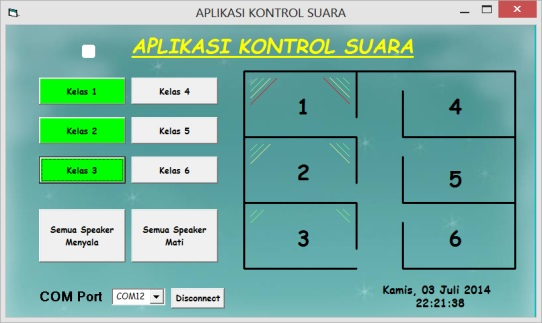 APLIKASI KONTROL SUARA
APLIKASI KONTROL SUARA
Kelas 1
Kelas 4
Kelas 2
Kelas 5
Kelas 3
Kelas 6
Semua Speaker
Menyala
Semua Speaker
Mati
1
4
2
5
3
6
COM Port
COM12
Disconnect
Kamis, 03 Juli 2014
22:21:38